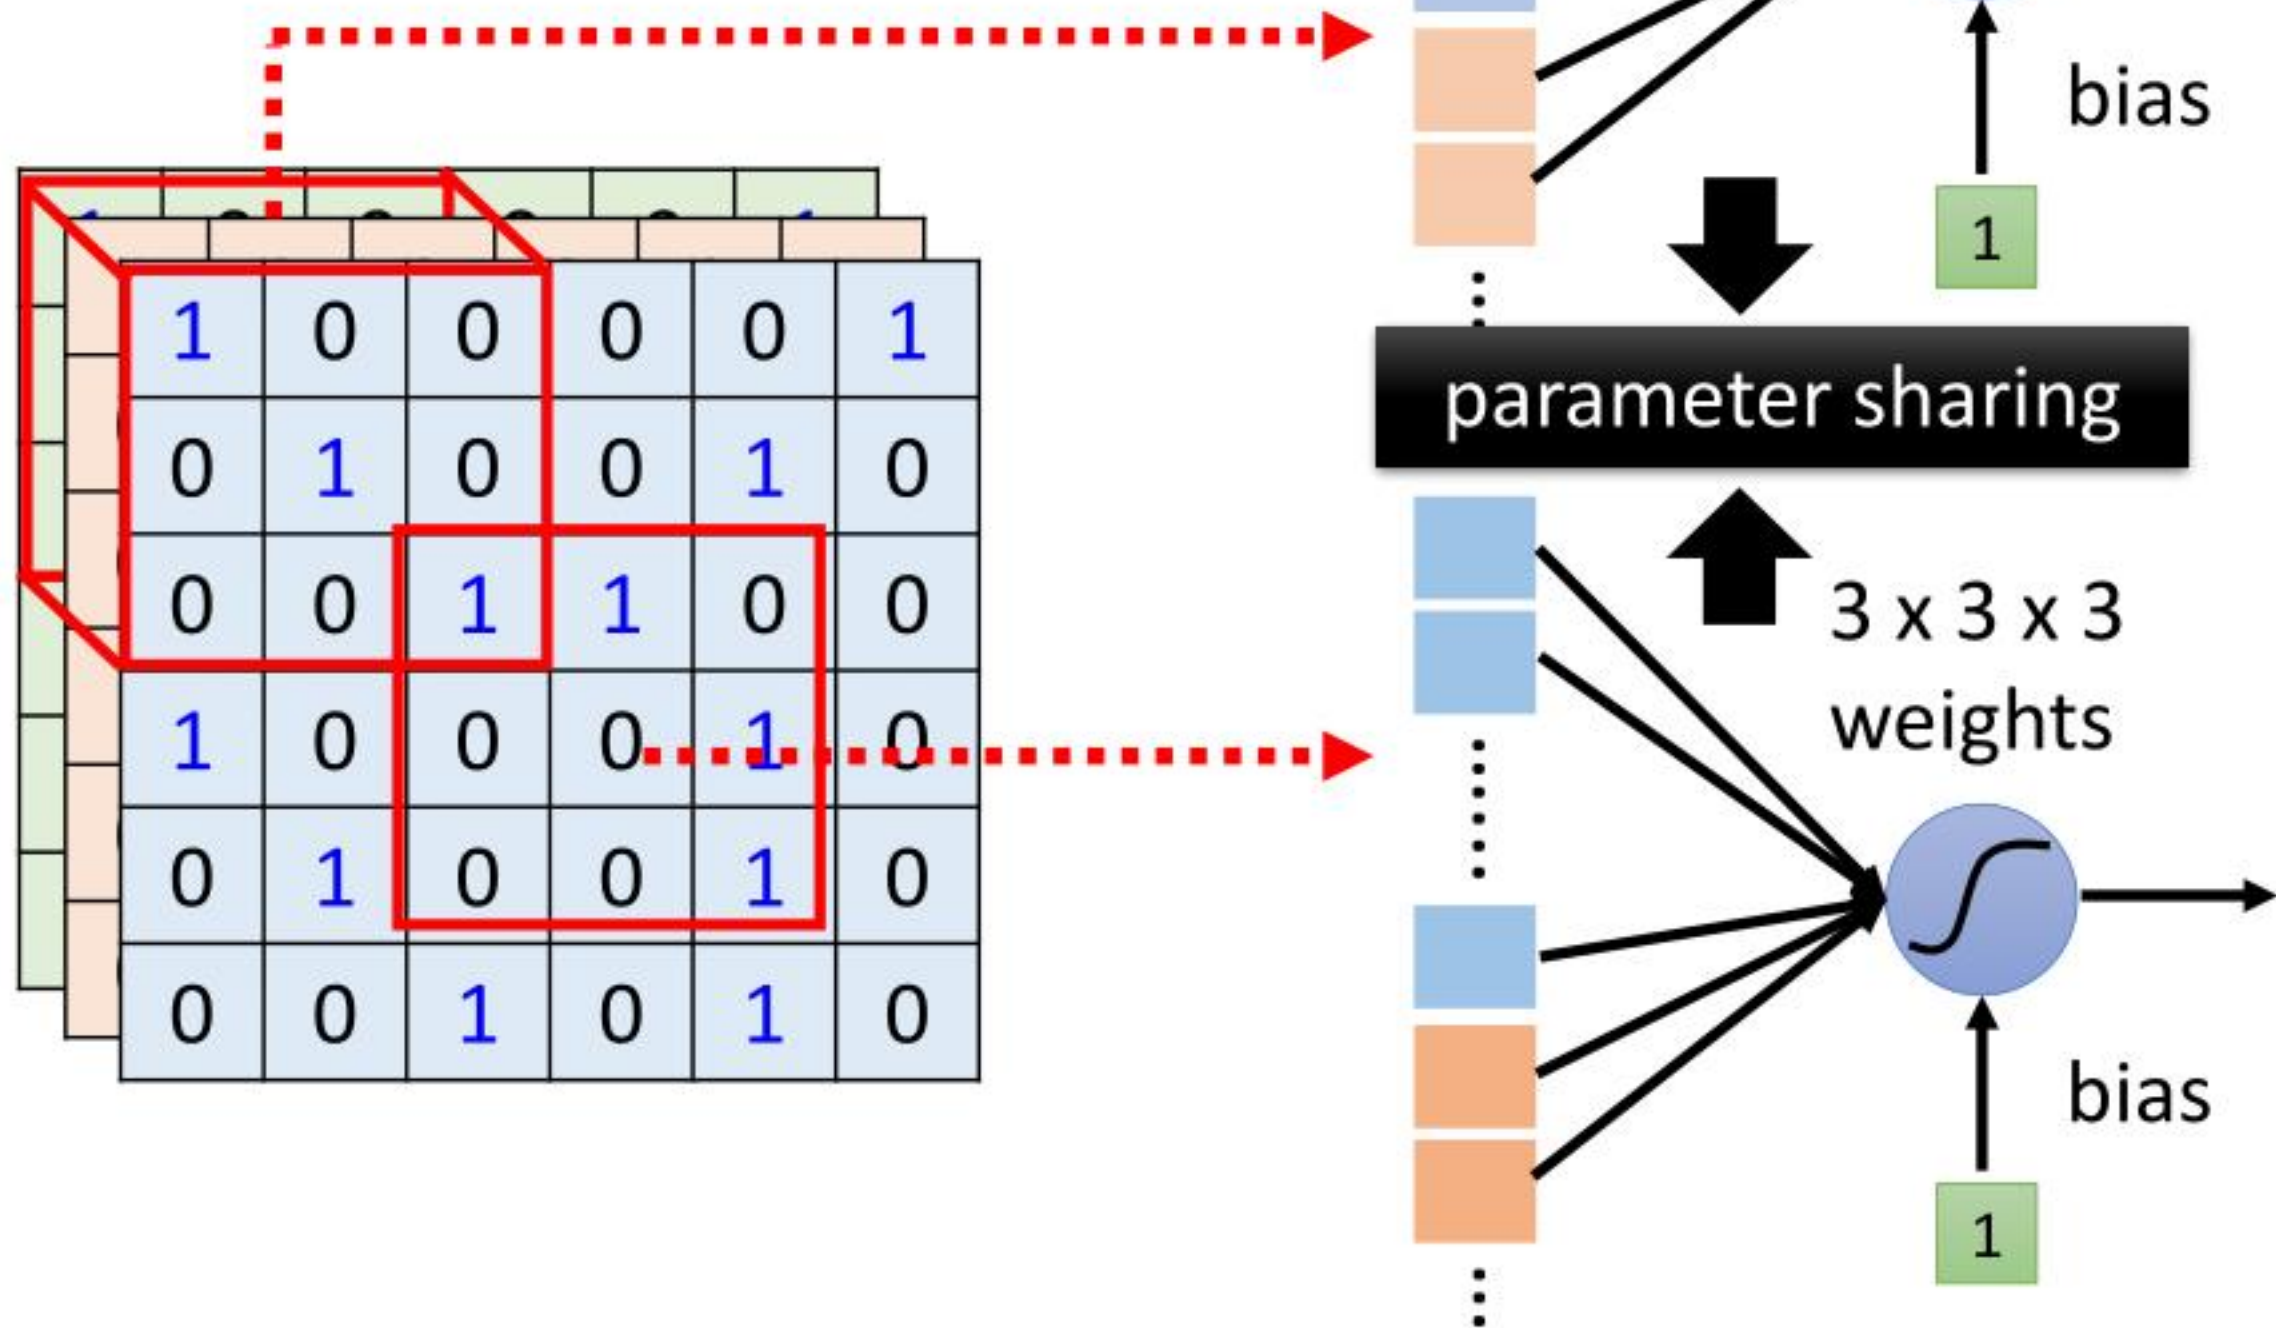 bias
1
1 0 0 0 0 1
0 1 0 0 1 0
0 0 1 1 0 0
1 0 0 0 1 0
0 1 0 0 1 0
0 0 1 0 1 0
parameter sharing
3 x 3 x 3
weights
bias
1